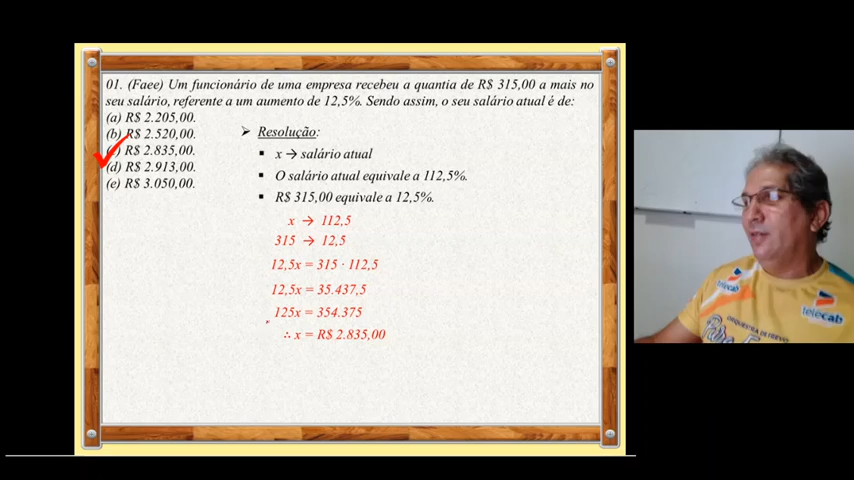 01. (Faee) Um funcionário de uma empresa recebeu a quantia de R$ 315,00 a mais no
seu salário, referente a um aumento de 12,5%. Sendo assim, o seu salário atual é de:
(a) R$ 2.205,00.
(b) R$ 2.520,00.
R$ 2.835,00.
(d) R$ 2.913,00.
(e) R$ 3.050,00.
➢ Resolução:
▪ x → salário atual
▪ O salário atual equivale a 112,5%.
▪ R$ 315,00 equivale a 12,5%.
x → 112,5
315 → 12,5
12,5x = 315 · 112,5
12,5x = 35.437,5
125x = 354.375
∴ x = R$ 2.835,00
telecab
telecab